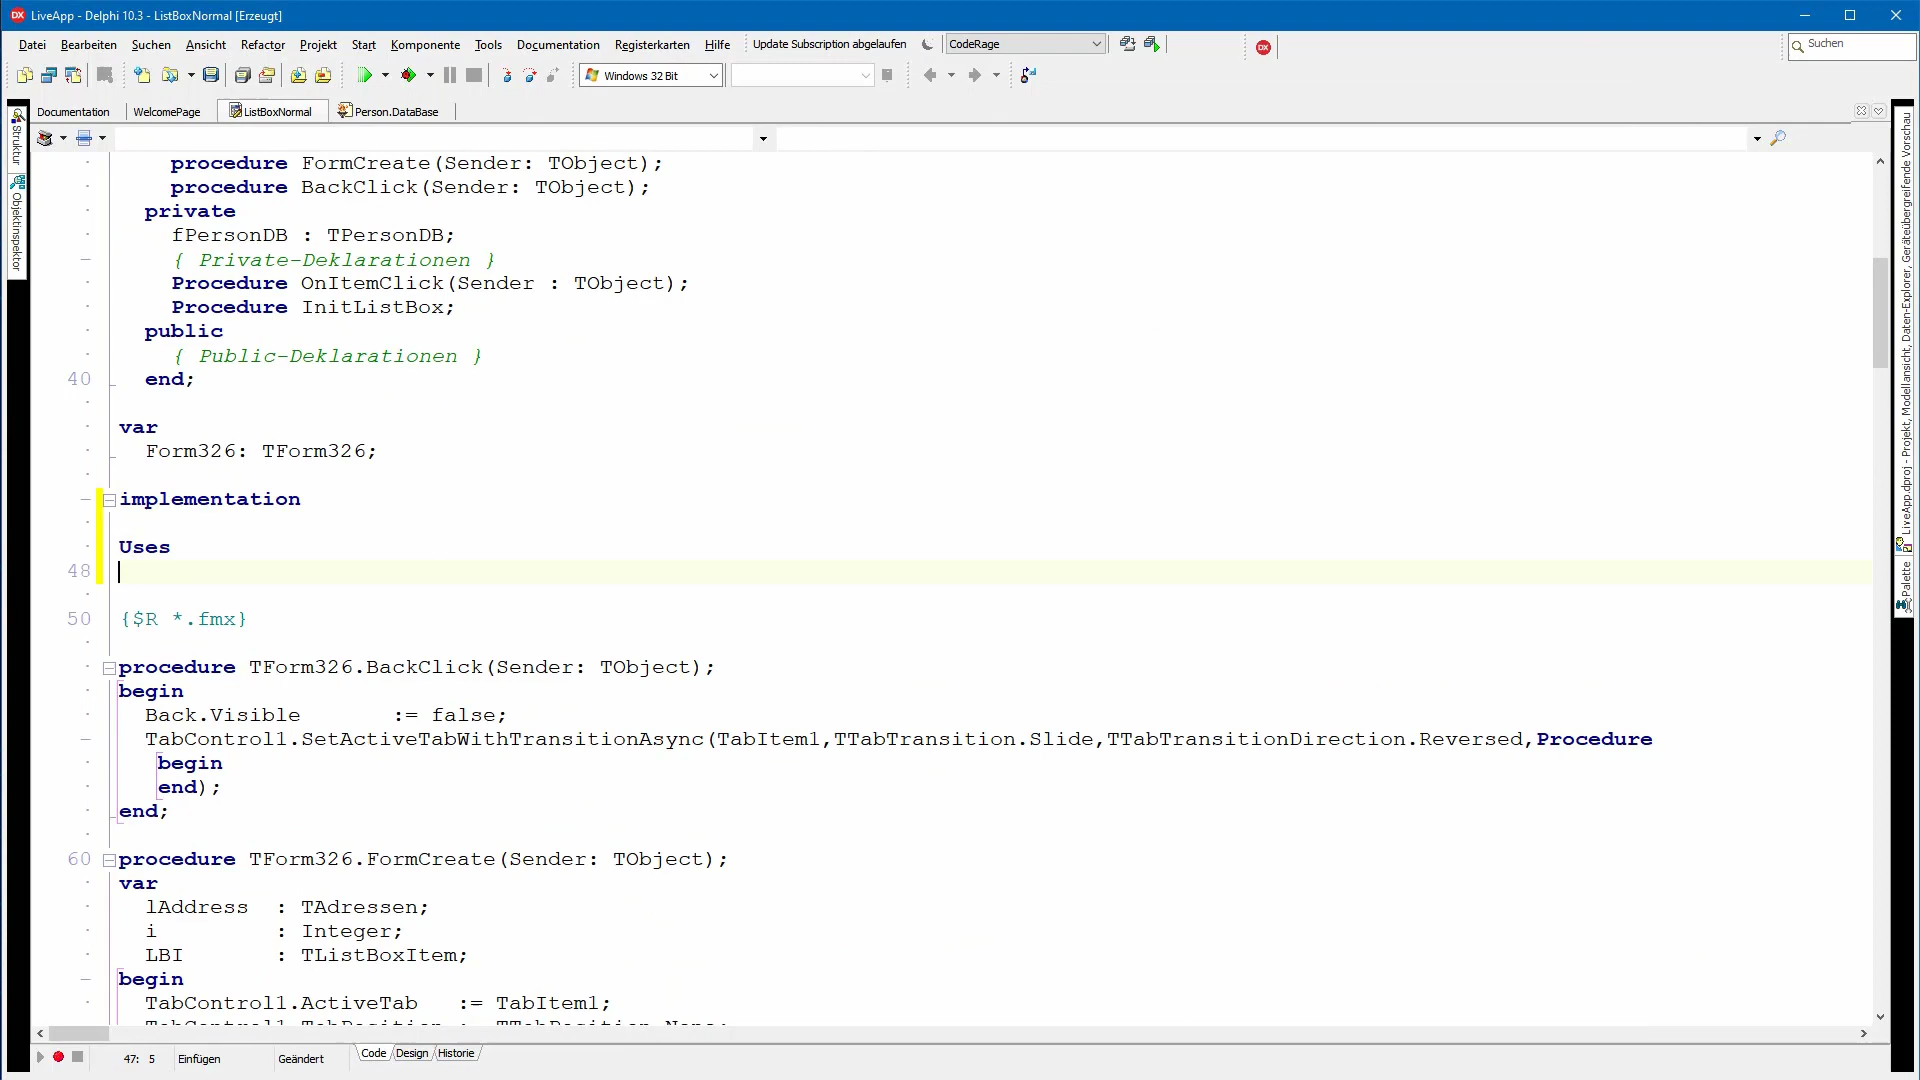 LiveApp - Delphi 10.3 - ListBoxNormal [Erzeugt]
Datei Bearbeiten Suchen Ansicht Refactor Projekt Start Komponente Tools Documentation Registerkarten Hilfe Update Subscription abgelaufen CodeRage DX Suchen
Windows 32 Bit
Documentation WelcomePage ListBoxNormal Person.DataBase
Struktur
Objektinspektor
procedure FormCreate(Sender: TObject);
procedure BackClick(Sender: TObject);
private
fPersonDB : TPersonDB;
{ Private-Deklarationen }
Procedure OnItemClick(Sender : TObject);
Procedure InitListBox;
public
{ Public-Deklarationen }
40 end;
var
Form326: TForm326;
implementation
Uses
48
50 {$R *.fmx}
procedure TForm326.BackClick(Sender: TObject);
begin
Back.Visible := false;
TabControl1.SetActiveTabWithTransitionAsync(TabItem1,TTabTransition.Slide,TTabTransitionDirection.Reversed,Procedure
begin
end);
end;
60 procedure TForm326.FormCreate(Sender: TObject);
var
lAddress : TAdressen;
i : Integer;
LBI : TListBoxItem;
begin
TabControl1.ActiveTab := TabItem1;
TabControl1.TabPosition := TTabPosition.None;
LiveApp.dproj - Projekt, Modellansicht, Daten-Explorer, Geräteübergreifende Vorschau
Palette
47: 5 Einfügen Geändert Code Design Historie